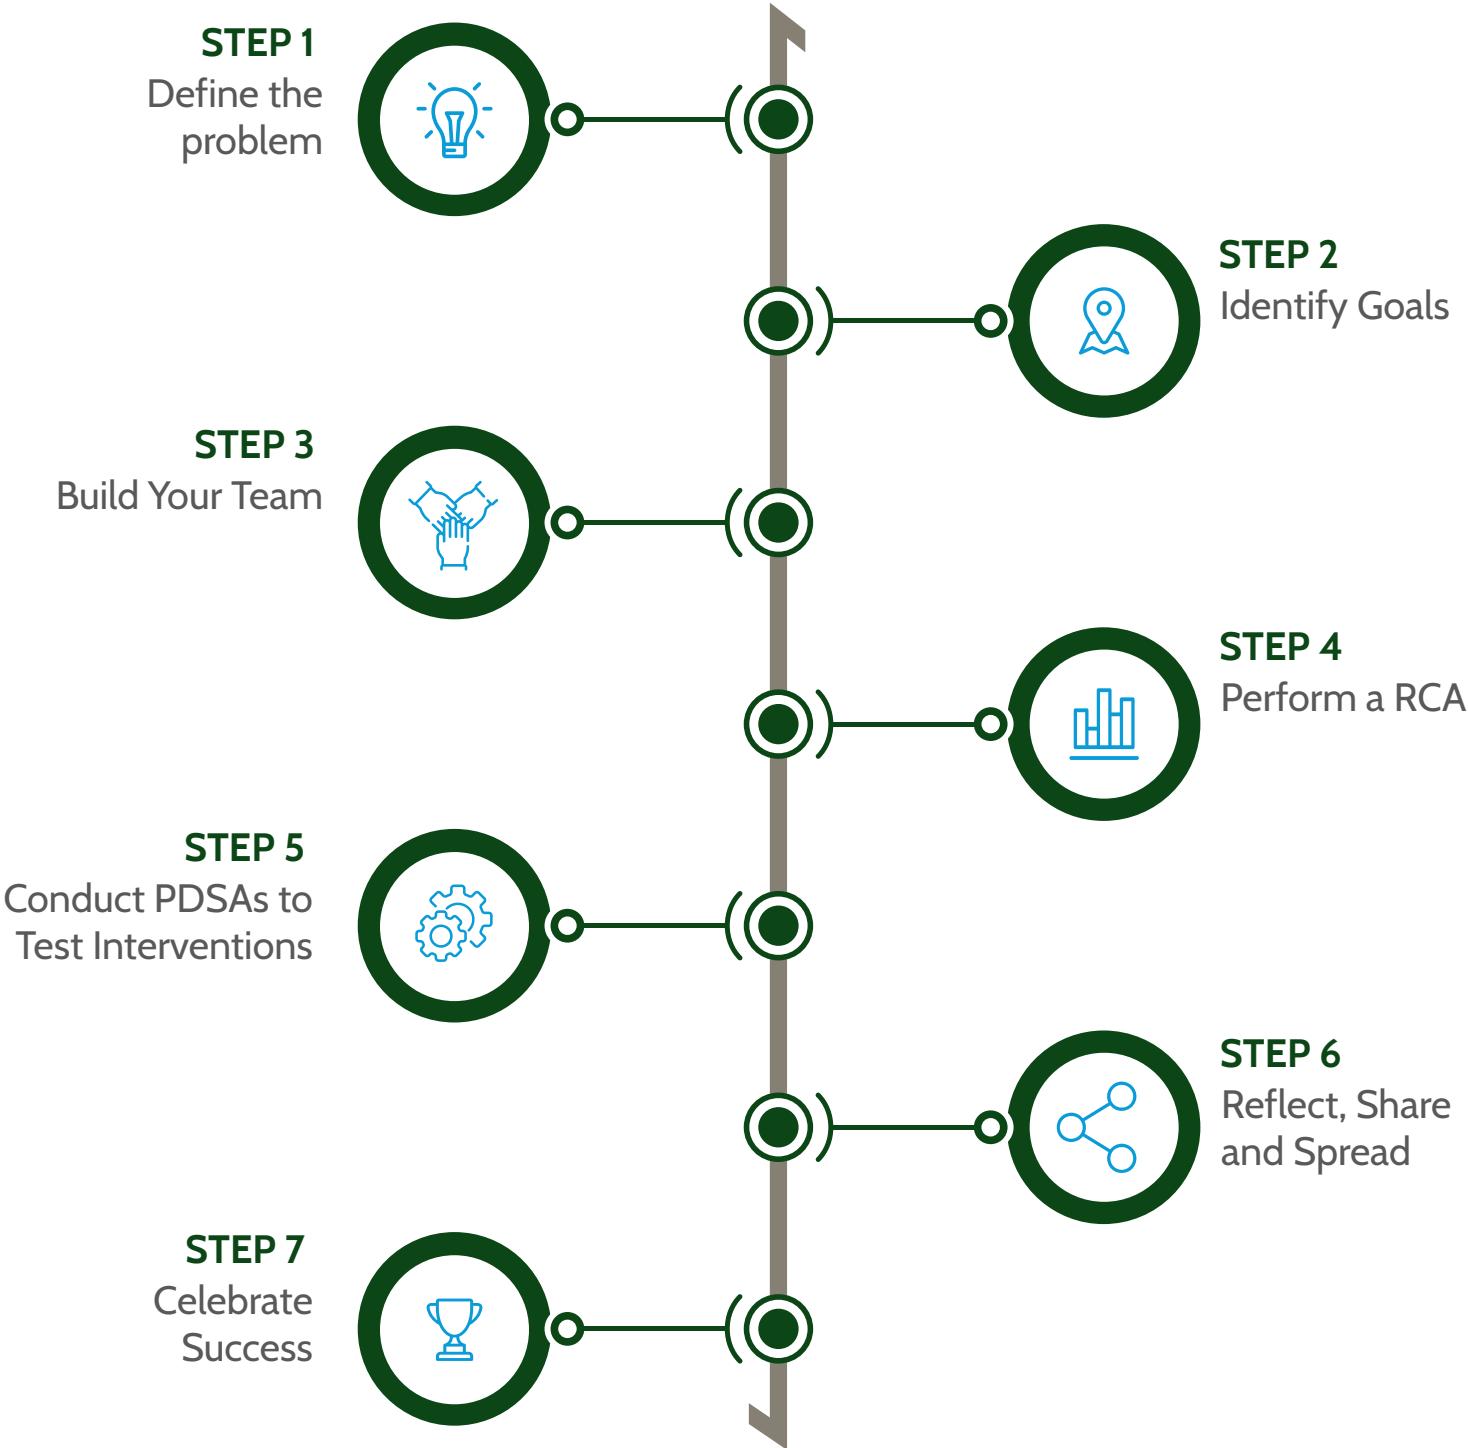 STEP 1
Define the
problem
STEP 2
Identify Goals
STEP 3
Build Your Team
STEP 4
Perform a RCA
STEP 5
Conduct PDSAs to
Test Interventions
STEP 6
Reflect, Share
and Spread
STEP 7
Celebrate
Success